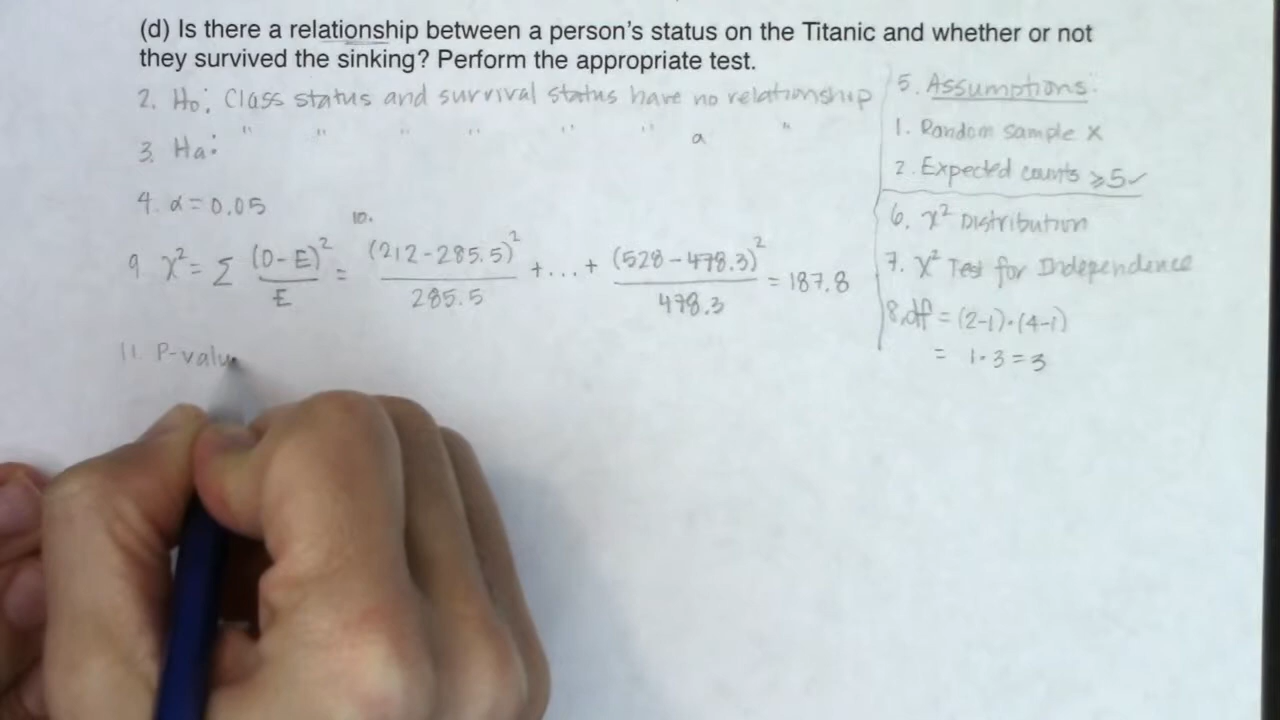 (d) Is there a relationship between a person's status on the Titanic and whether or not
they survived the sinking? Perform the appropriate test.
2. Ho: Class status and survival status have no relationship
" " " " " " a "
3. Ha:
4. α = 0.05
10.
9 χ² = Σ (O-E)²/E = (212-285.5)²/285.5 + ... + (528-478.3)²/478.3 = 187.8
11. P-valu
5. Assumptions:
1. Random sample X
2. Expected counts ≥5 ✓
6. χ² Distribution
7. χ² Test for Independence
8. df = (2-1)·(4-1)
= 1·3 = 3